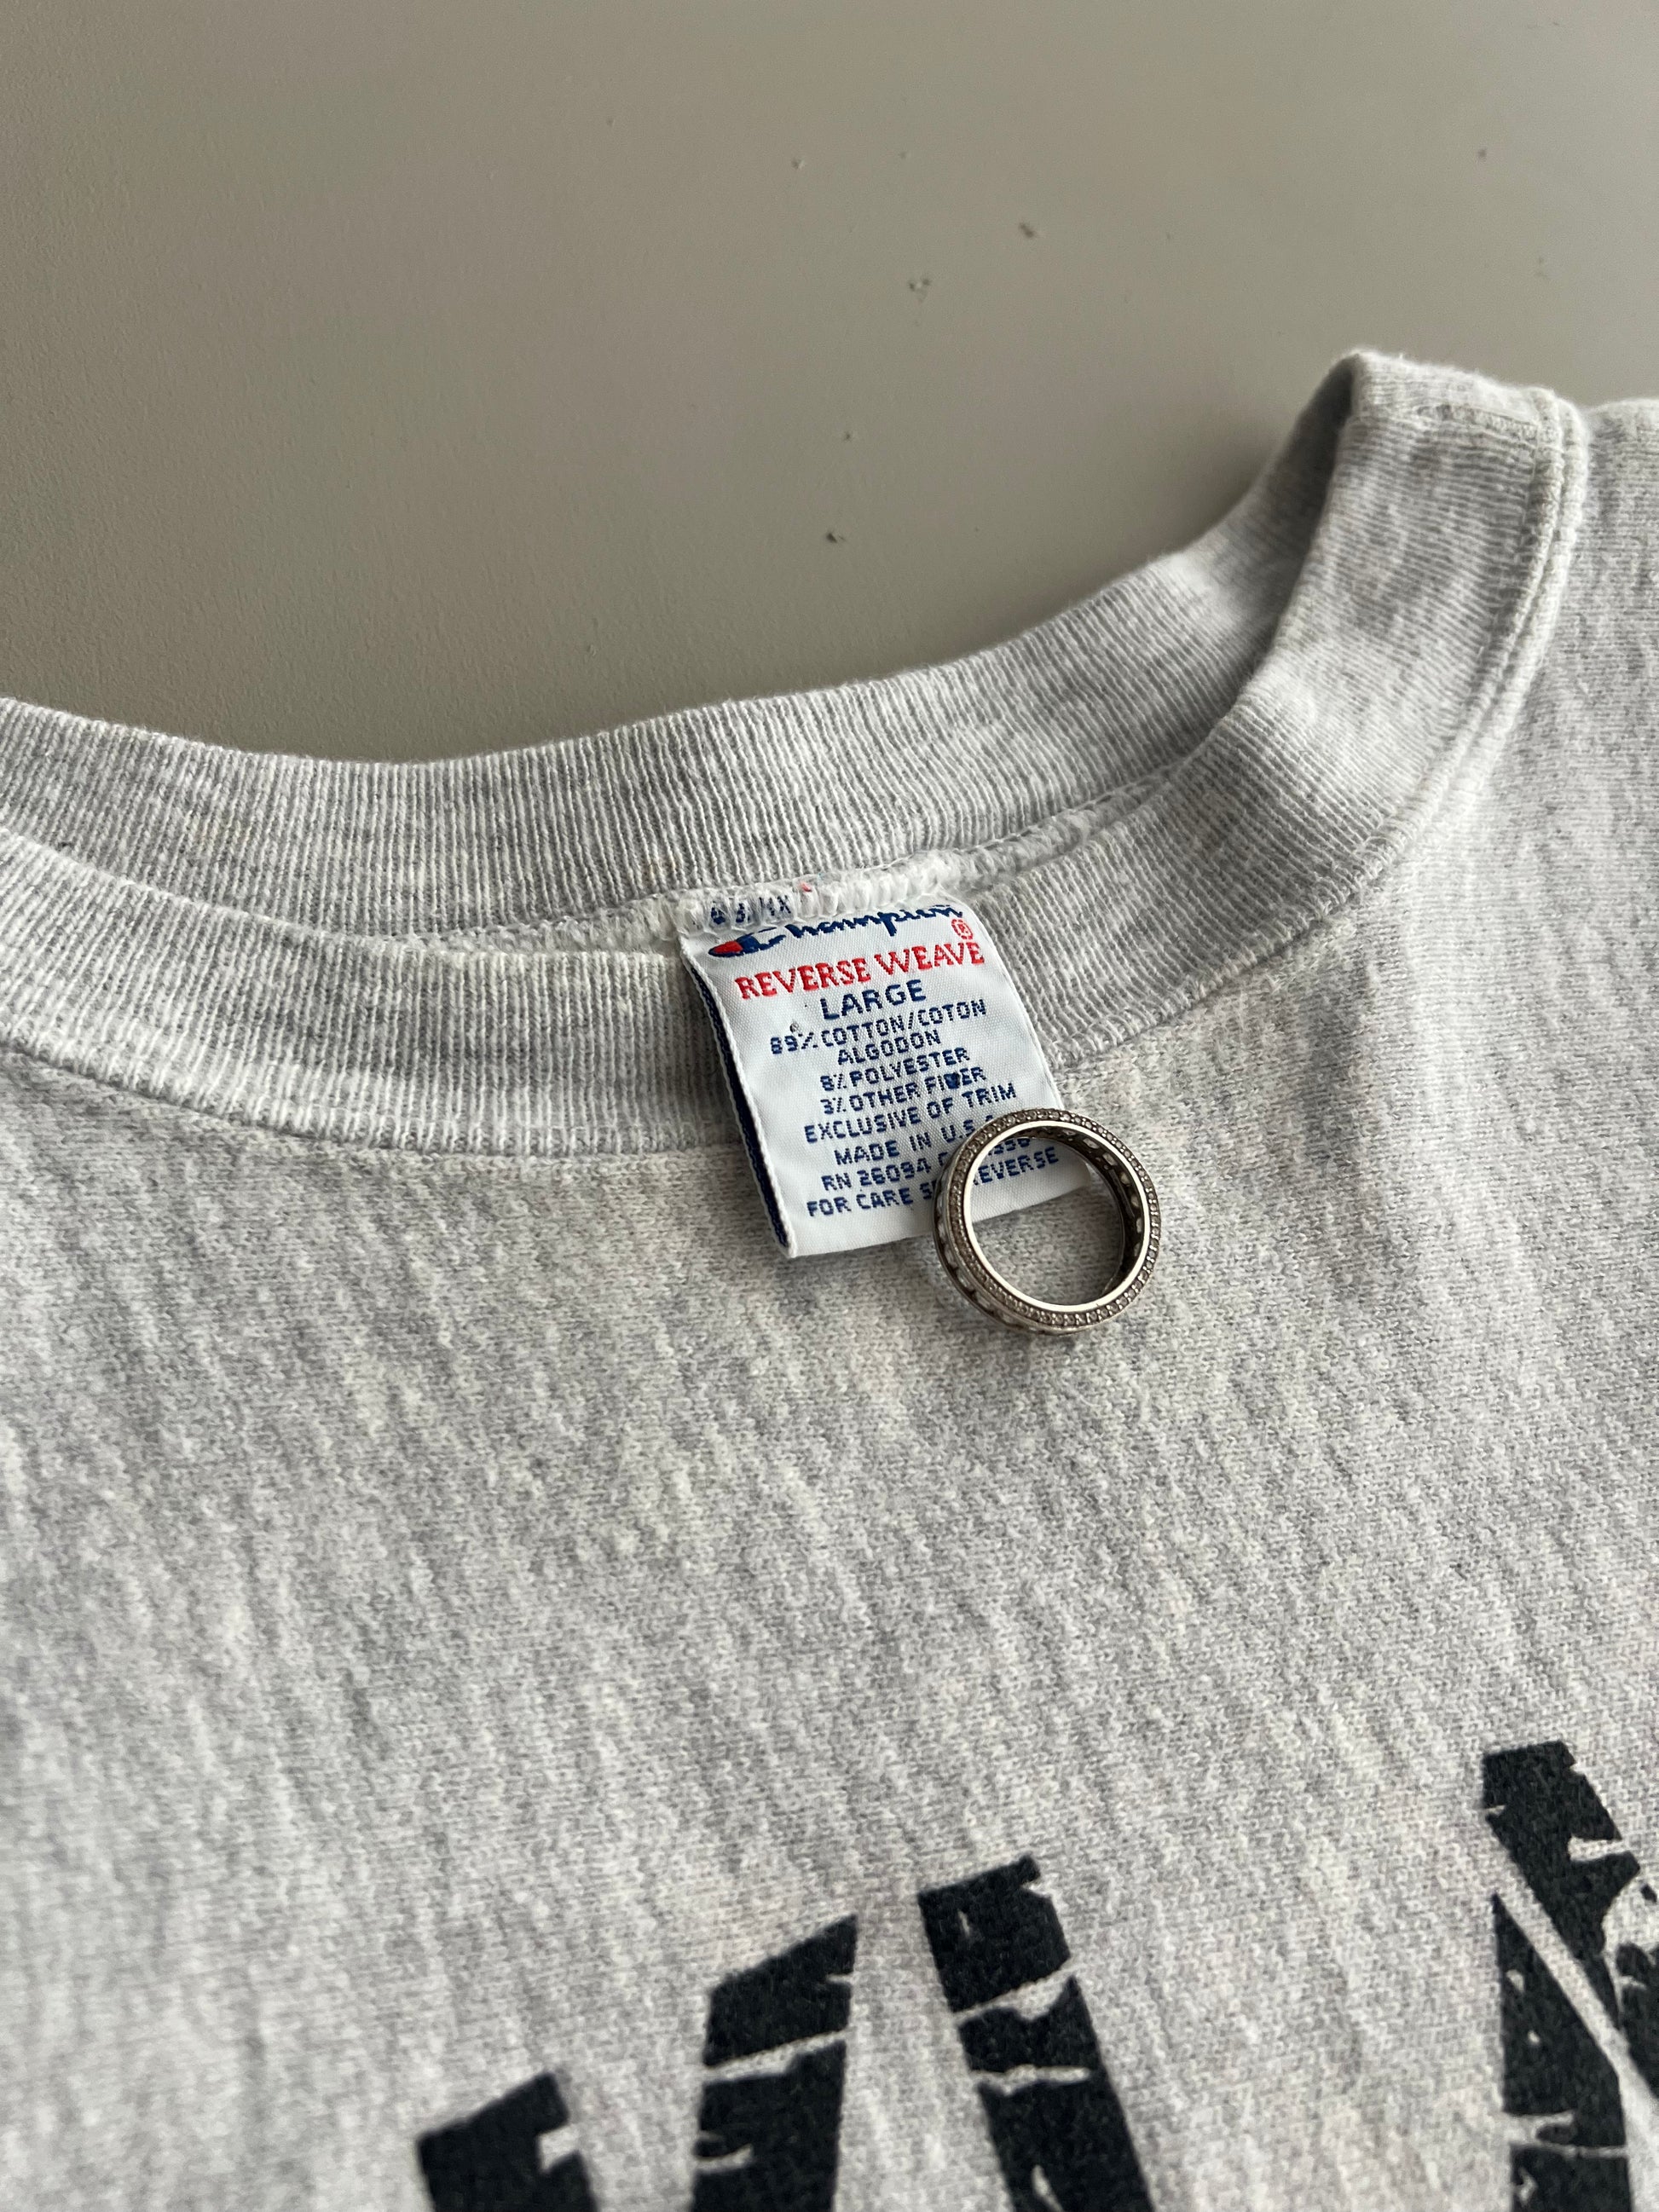 Champion
REVERSE WEAVE ®
LARGE
89% COTTON/COTON
ALGODON
8% POLYESTER
3% OTHER FIBER
EXCLUSIVE OF TRIM
MADE IN U.S.A
RN 26094
FOR CARE REVERSE